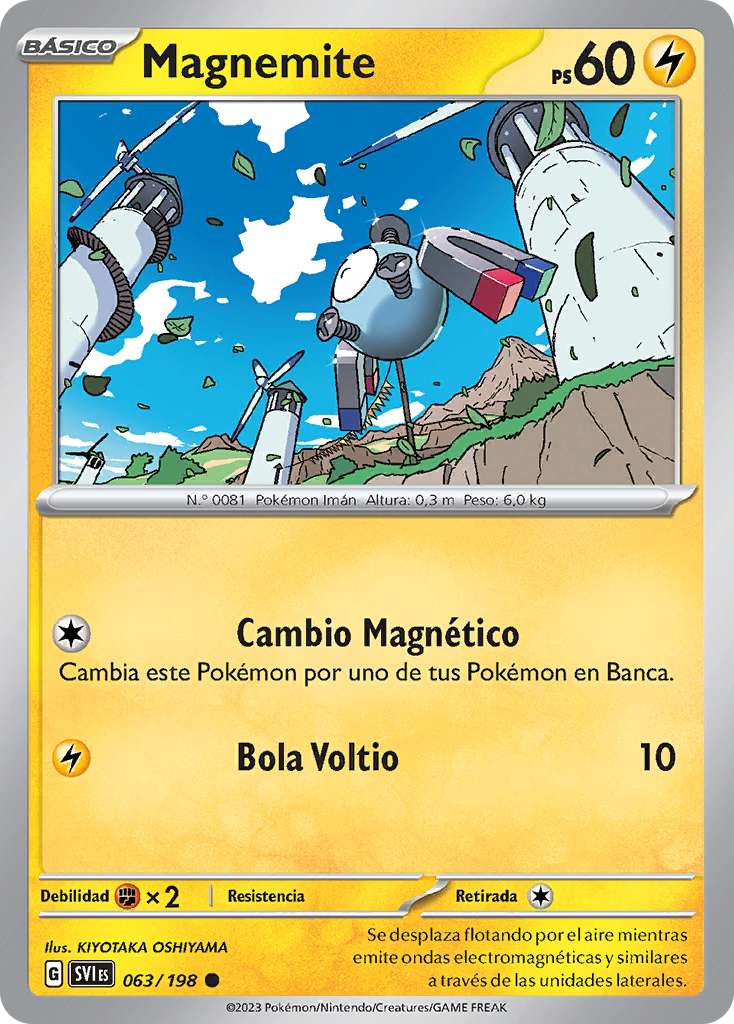 BÁSICO
Magnemite
PS60
N.º 0081 Pokémon Imán Altura: 0,3 m Peso: 6,0 kg
Cambio Magnético
Cambia este Pokémon por uno de tus Pokémon en Banca.
Bola Voltio 10
Debilidad ×2 Resistencia Retirada
Ilus. KIYOTAKA OSHIYAMA
Se desplaza flotando por el aire mientras
emite ondas electromagnéticas y similares
a través de las unidades laterales.
G SVI ES 063/198
©2023 Pokémon/Nintendo/Creatures/GAME FREAK